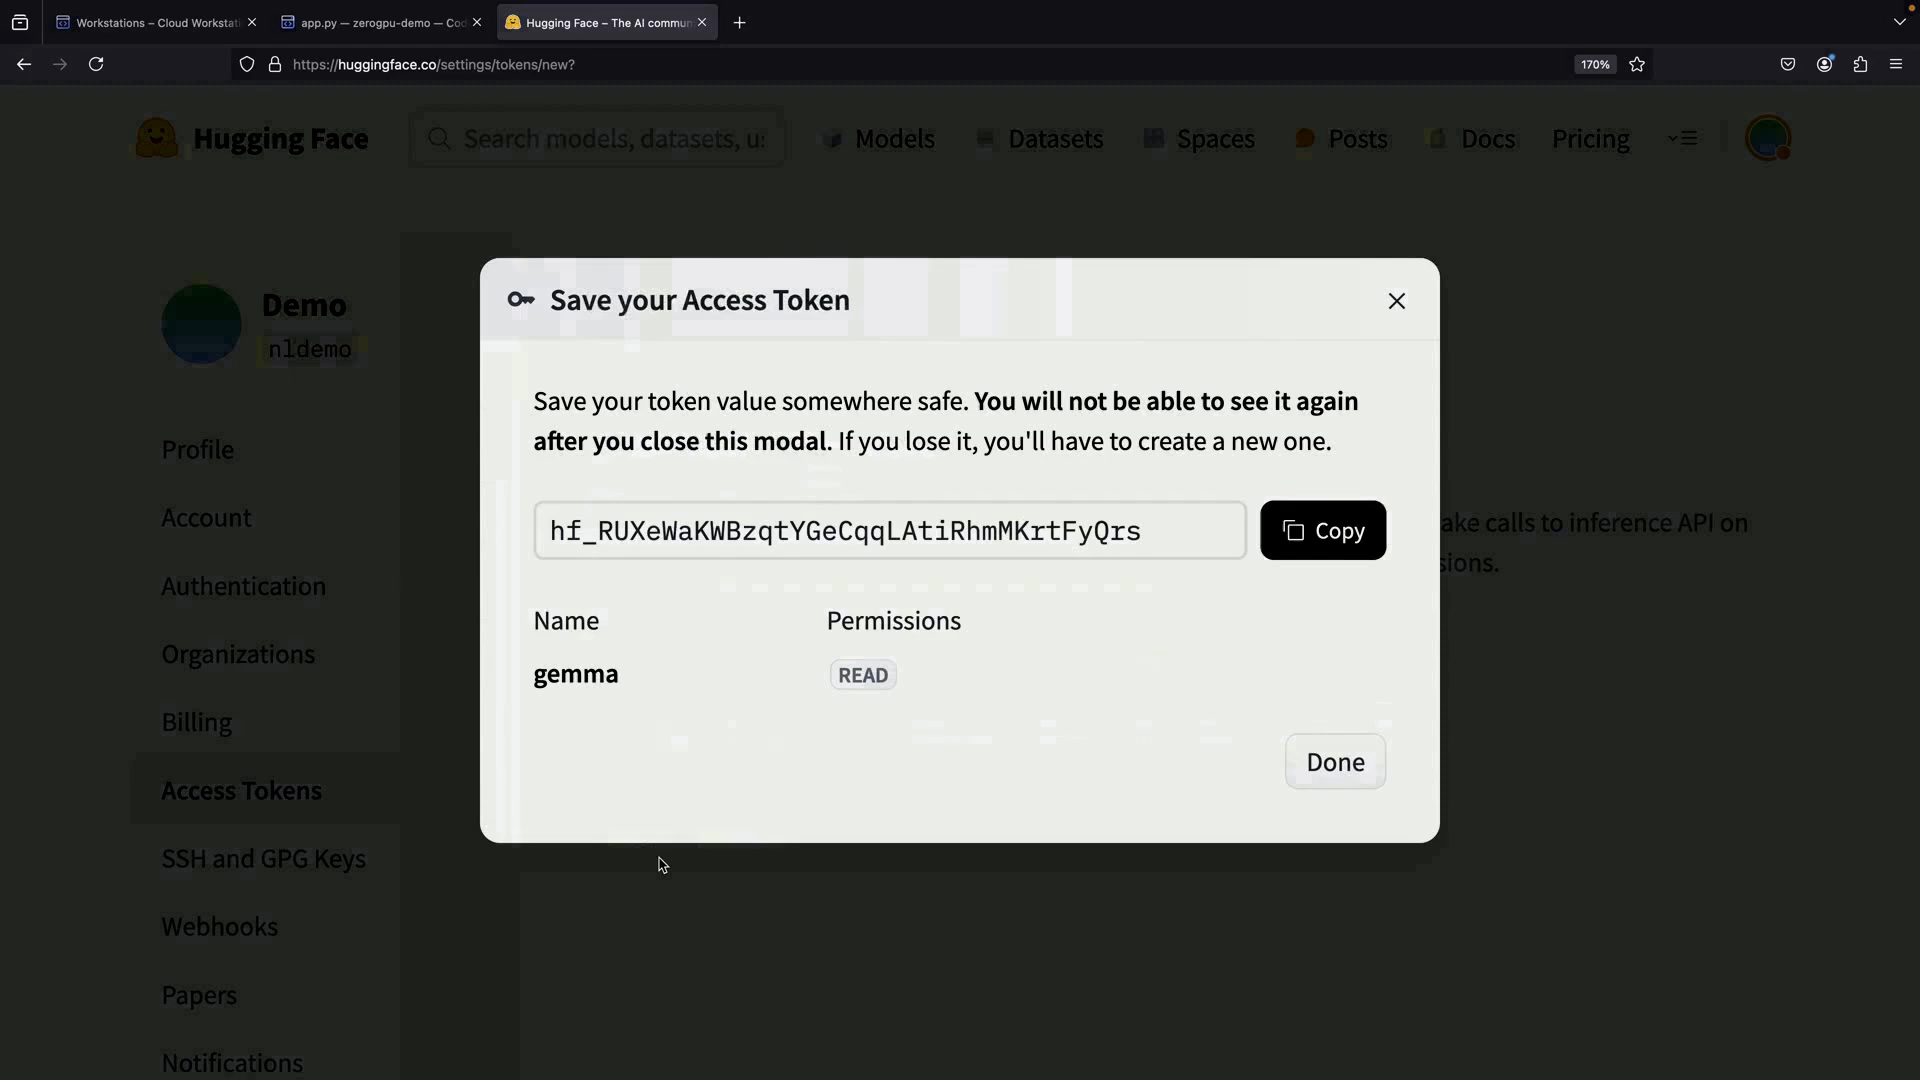 Workstations – Cloud Workstati
app.py — zerogpu-demo — Cod
Hugging Face – The AI commun
https://huggingface.co/settings/tokens/new?
170%
Hugging Face
Search models, datasets, us
Models
Datasets
Spaces
Posts
Docs
Pricing
Demo
nldemo
Profile
Account
Authentication
Organizations
Billing
Access Tokens
SSH and GPG Keys
Webhooks
Papers
Notifications
Save your Access Token
Save your token value somewhere safe. You will not be able to see it again
after you close this modal. If you lose it, you'll have to create a new one.
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
Copy
Name Permissions
gemma READ
Done
ake calls to inference API on
sions.